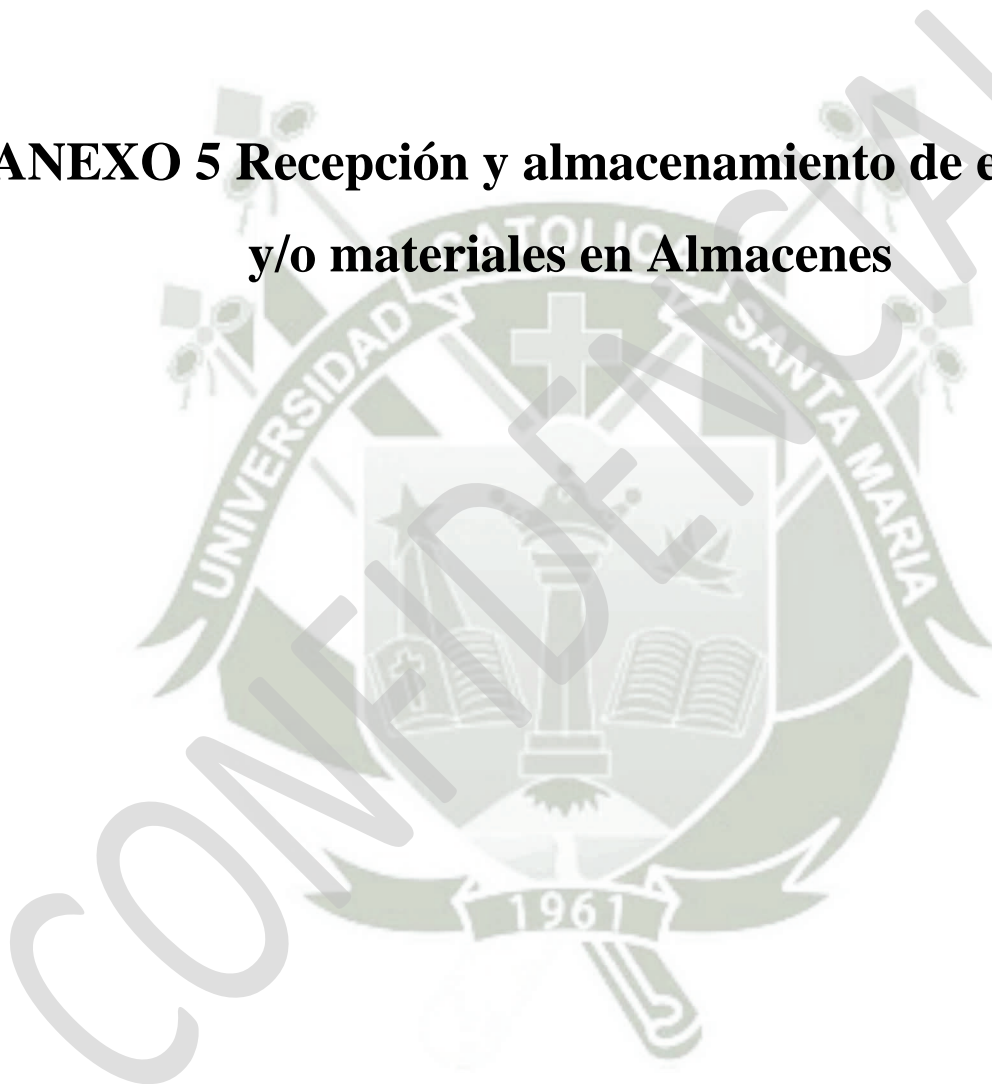 ANEXO 5 Recepción y almacenamiento de e
y/o materiales en Almacenes
UNIVERSIDAD CATOLICA SANTA MARIA
1961
CONFIDENCIAL